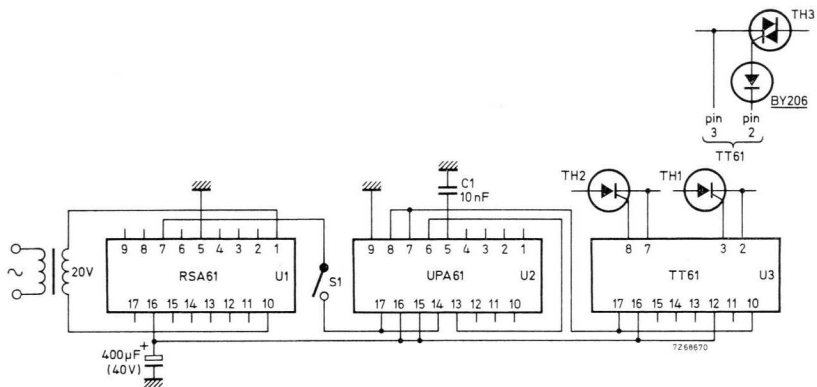 TH3
BY206
pin pin
3 2
TT61
C1
10nF
TH2 TH1
20V
9 8 7 6 5 4 3 2 1
RSA61 U1
17 16 15 14 13 12 11 10
S1
9 8 7 6 5 4 3 2 1
UPA61 U2
17 16 15 14 13 12 11 10
8 7 3 2
TT61 U3
17 16 15 14 13 12 11 10
400µF +
(40V)
7Z68670